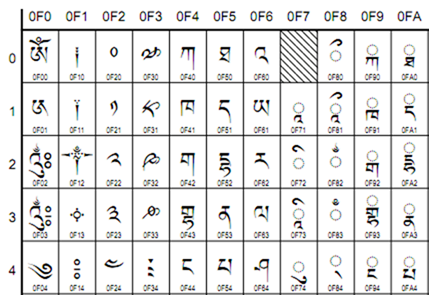 0F0 0F1 0F2 0F3 0F4 0F5 0F6 0F7 0F8 0F9 0FA
0 ༀ ༐ ༠ ༰ ཀ ཐ འ ◌ྀ ◌ྐ ◌ྠ
0F00 0F10 0F20 0F30 0F40 0F50 0F60 0F80 0F90 0FA0
1 ༁ ༑ ༡ ༱ ཁ ད ཡ ◌ཱ ◌ཱྀ ◌ྑ ◌ྡ
0F01 0F11 0F21 0F31 0F41 0F51 0F61 0F71 0F81 0F91 0FA1
2 ༂ ༒ ༢ ༲ ག དྷ ར ◌ི ◌ྂ ◌ྒ ◌ྡྷ
0F02 0F12 0F22 0F32 0F42 0F52 0F62 0F72 0F82 0F92 0FA2
3 ༃ ༓ ༣ ༳ གྷ ན ལ ◌ཱི ◌ྃ ◌ྒྷ ◌ྣ
0F03 0F13 0F23 0F33 0F43 0F53 0F63 0F73 0F83 0F93 0FA3
4 ༄ ༔ ༤ ༴ ང པ ཤ ◌ུ ◌྄ ◌ྔ ◌ྤ
0F04 0F14 0F24 0F34 0F44 0F54 0F64 0F74 0F84 0F94 0FA4